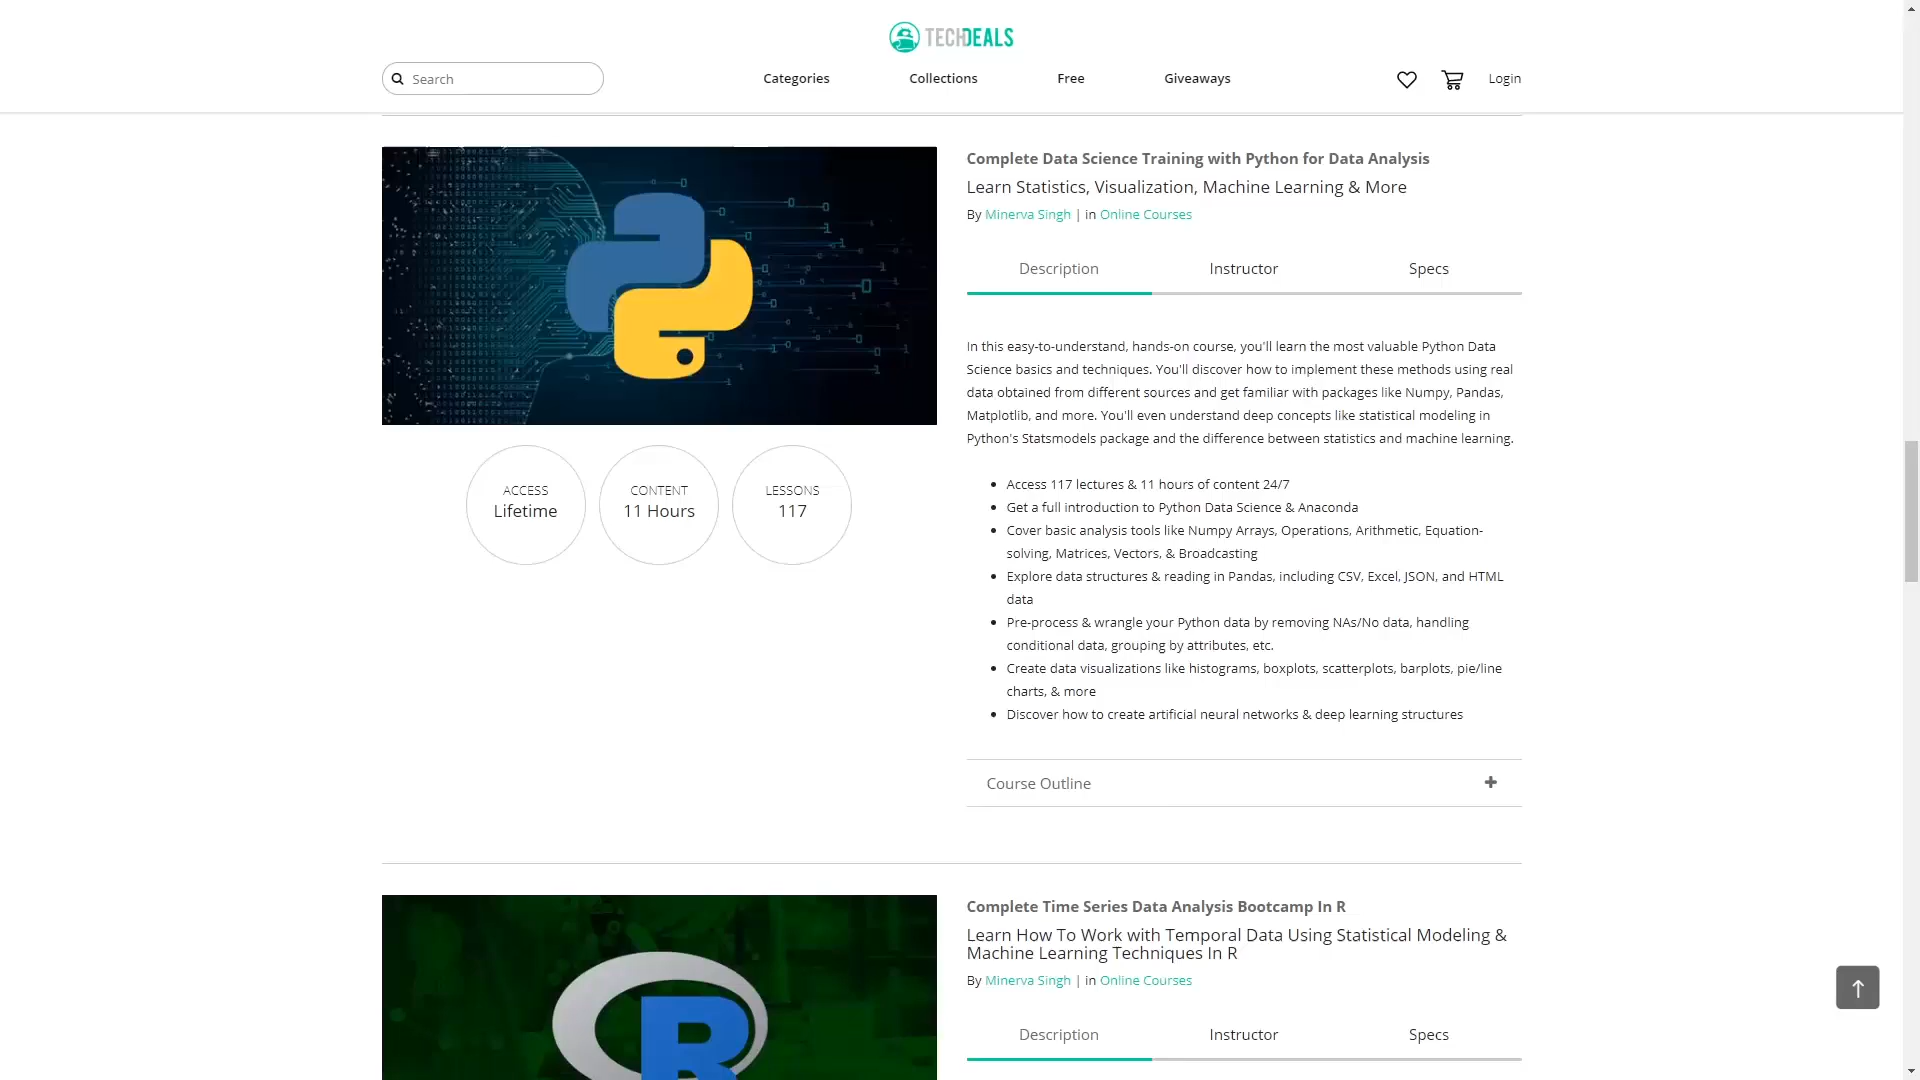 TECHDEALS
Search
Categories
Collections
Free
Giveaways
Login
Complete Data Science Training with Python for Data Analysis
Learn Statistics, Visualization, Machine Learning & More
By Minerva Singh | in Online Courses
Description
Instructor
Specs
In this easy-to-understand, hands-on course, you'll learn the most valuable Python Data
Science basics and techniques. You'll discover how to implement these methods using real
data obtained from different sources and get familiar with packages like Numpy, Pandas,
Matplotlib, and more. You'll even understand deep concepts like statistical modeling in
Python's Statsmodels package and the difference between statistics and machine learning.
ACCESS
Lifetime
CONTENT
11 Hours
LESSONS
117
Access 117 lectures & 11 hours of content 24/7
Get a full introduction to Python Data Science & Anaconda
Cover basic analysis tools like Numpy Arrays, Operations, Arithmetic, Equation-
solving, Matrices, Vectors, & Broadcasting
Explore data structures & reading in Pandas, including CSV, Excel, JSON, and HTML
data
Pre-process & wrangle your Python data by removing NAs/No data, handling
conditional data, grouping by attributes, etc.
Create data visualizations like histograms, boxplots, scatterplots, barplots, pie/line
charts, & more
Discover how to create artificial neural networks & deep learning structures
Course Outline
Complete Time Series Data Analysis Bootcamp In R
Learn How To Work with Temporal Data Using Statistical Modeling &
Machine Learning Techniques In R
By Minerva Singh | in Online Courses
Description
Instructor
Specs
R